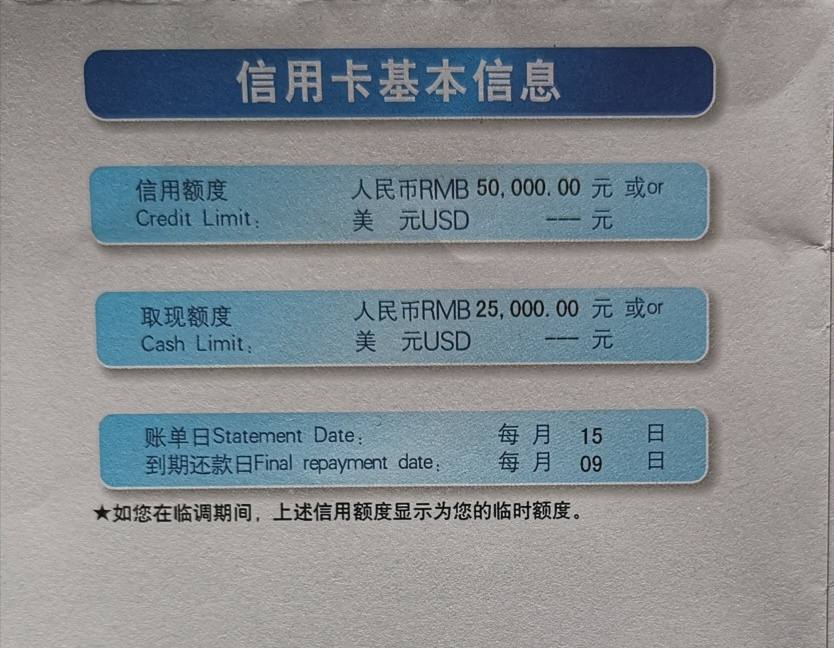 信用卡基本信息
信用额度 人民币RMB 50,000.00 元 或or
Credit Limit: 美 元USD --- 元
取现额度 人民币RMB 25,000.00 元 或or
Cash Limit: 美 元USD --- 元
账单日Statement Date: 每 月 15 日
到期还款日Final repayment date: 每 月 09 日
★如您在临调期间，上述信用额度显示为您的临时额度。